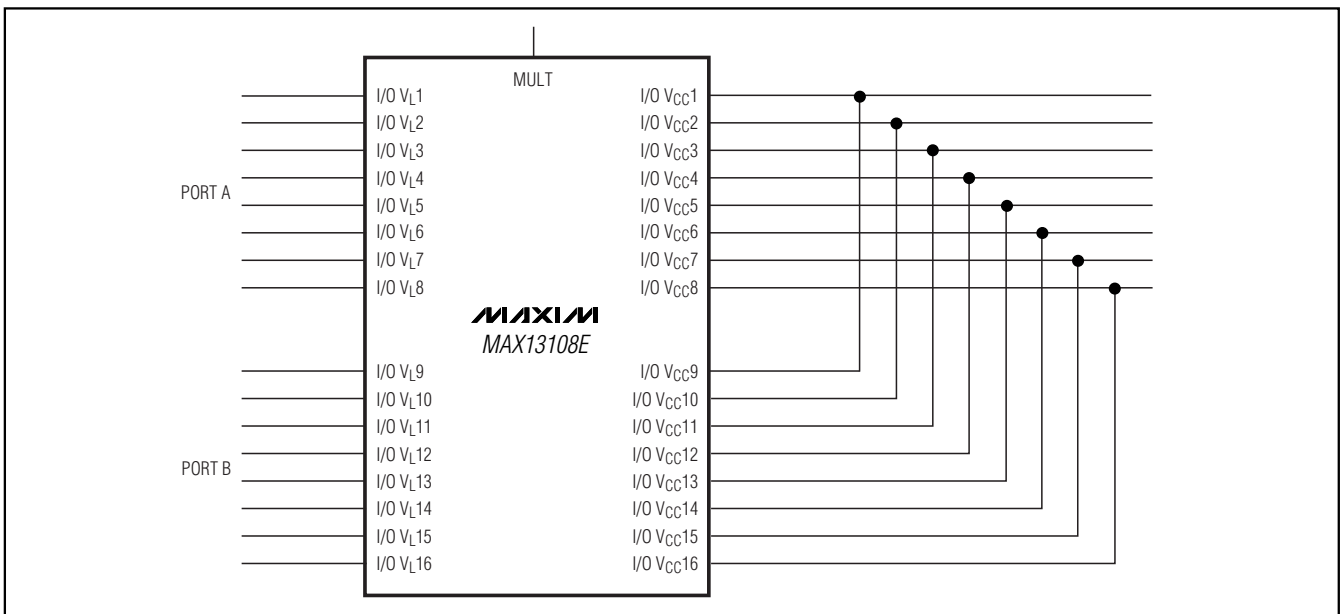 MULT
I/O VL1 I/O VCC1
I/O VL2 I/O VCC2
I/O VL3 I/O VCC3
I/O VL4 I/O VCC4
PORT A
I/O VL5 I/O VCC5
I/O VL6 I/O VCC6
I/O VL7 I/O VCC7
I/O VL8 I/O VCC8
MAXIM
MAX13108E
I/O VL9 I/O VCC9
I/O VL10 I/O VCC10
I/O VL11 I/O VCC11
I/O VL12 I/O VCC12
PORT B
I/O VL13 I/O VCC13
I/O VL14 I/O VCC14
I/O VL15 I/O VCC15
I/O VL16 I/O VCC16